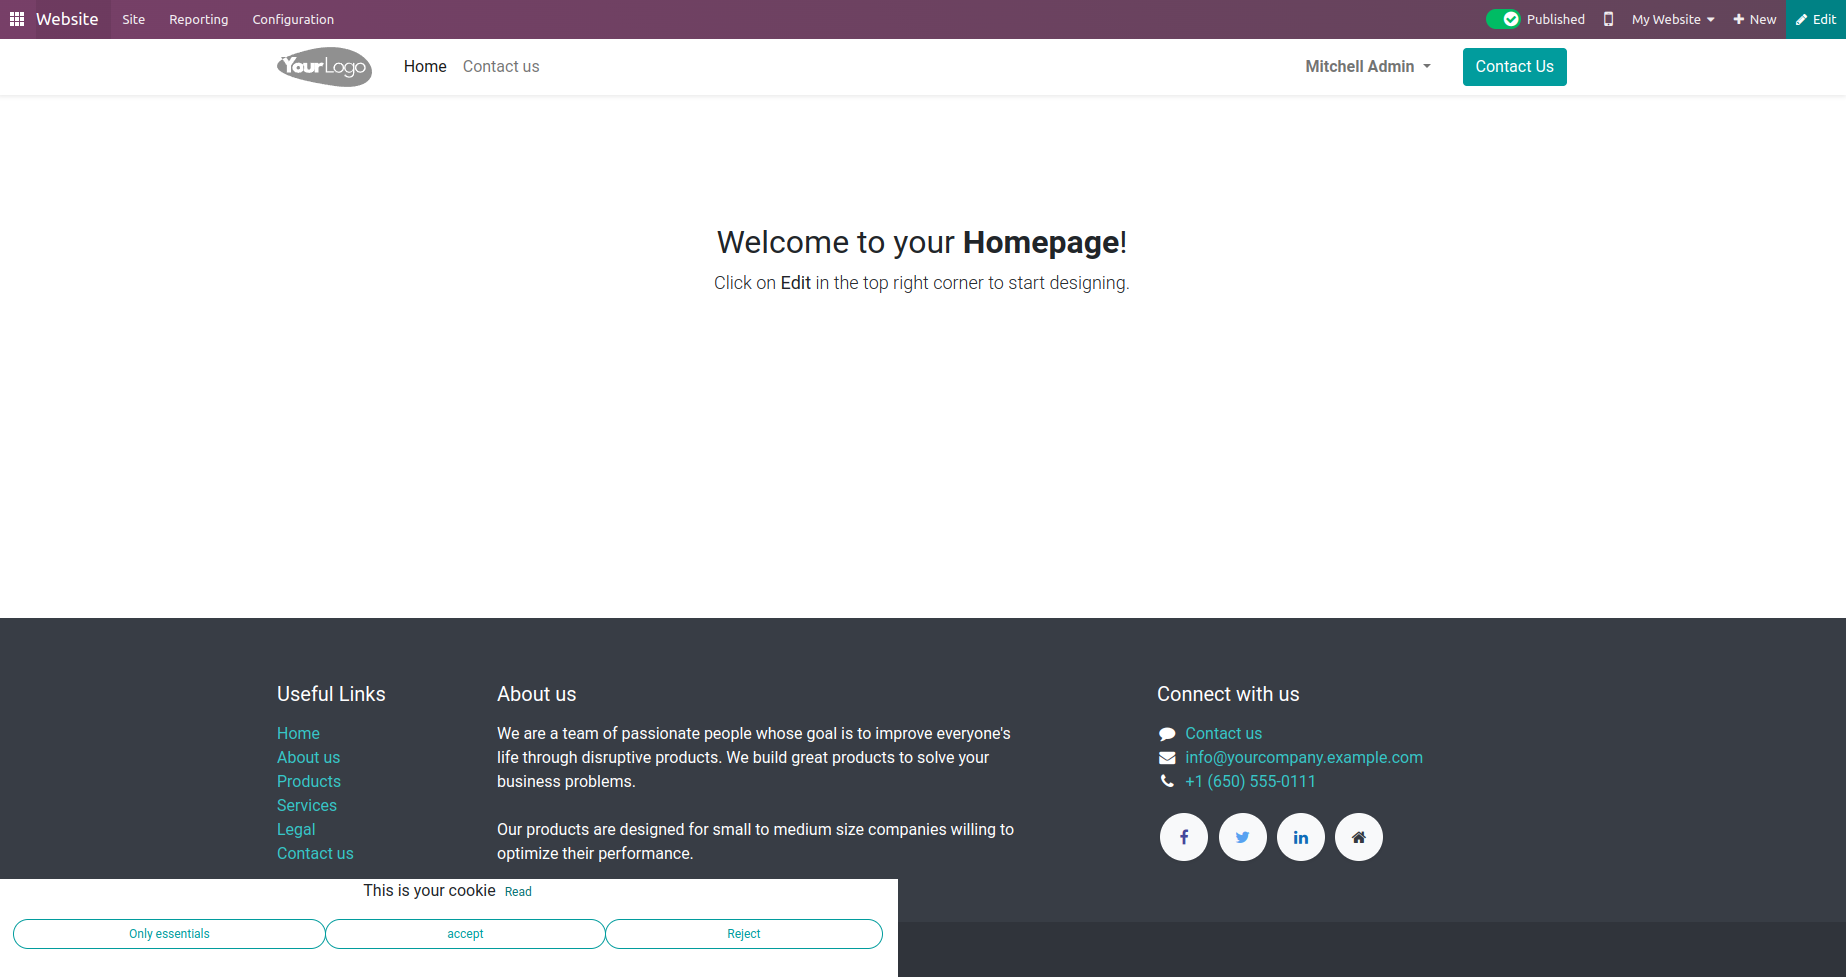 Website Site Reporting Configuration Published My Website New Edit
YourLogo Home Contact us Mitchell Admin Contact Us
Welcome to your Homepage!
Click on Edit in the top right corner to start designing.
Useful Links
Home
About us
Products
Services
Legal
Contact us
About us
We are a team of passionate people whose goal is to improve everyone's
life through disruptive products. We build great products to solve your
business problems.
Our products are designed for small to medium size companies willing to
optimize their performance.
Connect with us
Contact us
info@yourcompany.example.com
+1 (650) 555-0111
This is your cookie Read
Only essentials accept Reject